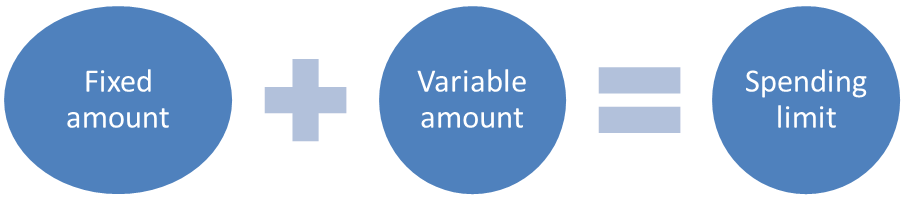 Fixed
amount
Variable
amount
Spending
limit